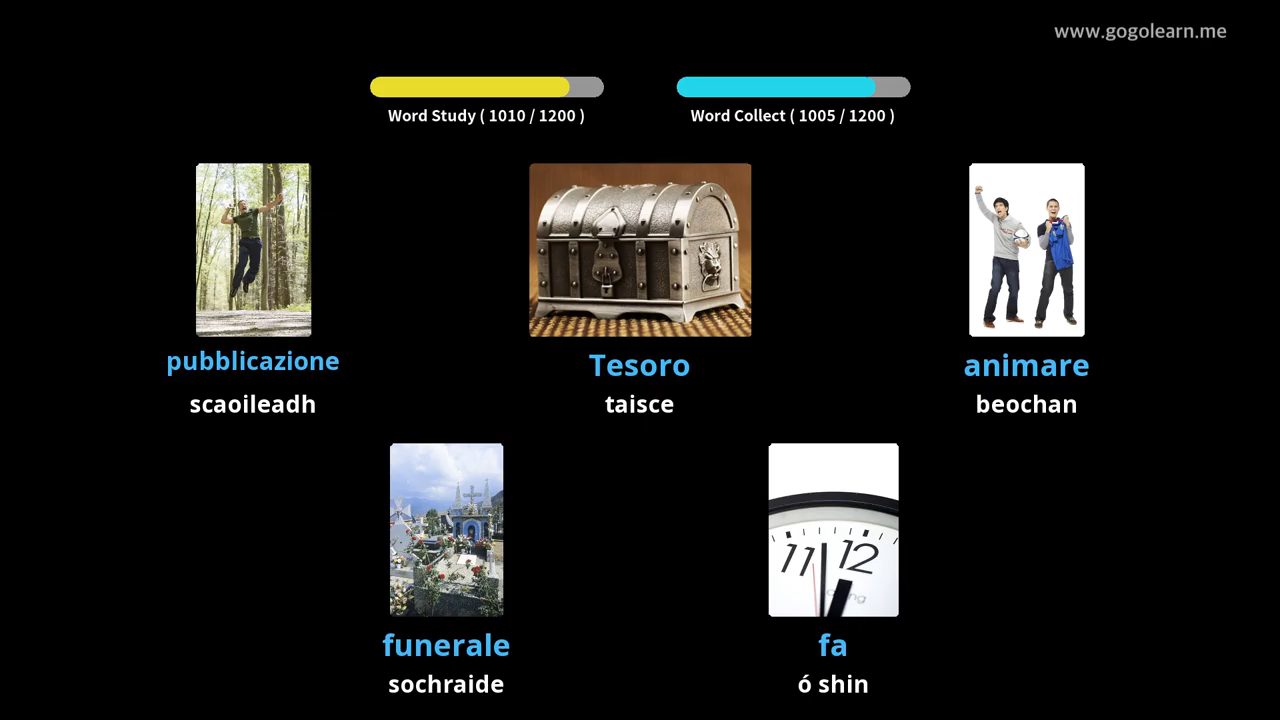 www.gogolearn.me
Word Study ( 1010 / 1200 )
Word Collect ( 1005 / 1200 )
pubblicazione
scaoileadh
Tesoro
taisce
animare
beochan
11 12
funerale
sochraide
fa
ó shin